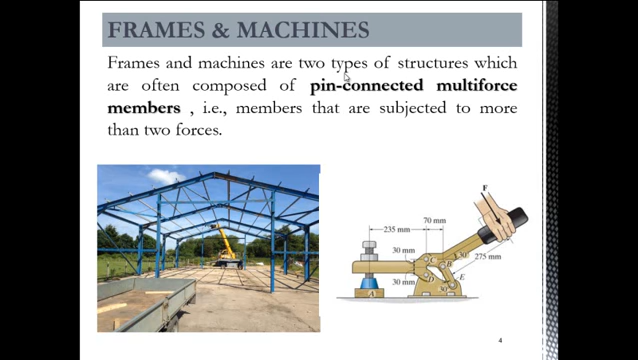 FRAMES & MACHINES
Frames and machines are two types of structures which
are often composed of pin-connected multiforce
members , i.e., members that are subjected to more
than two forces.
F
70 mm
235 mm
30 mm
C
B
30°
275 mm
30 mm
D
E
30°
A
4